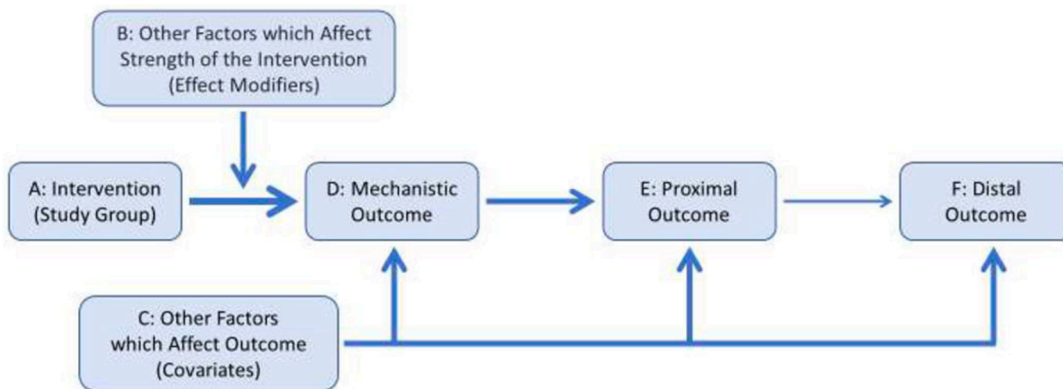 B: Other Factors which Affect
Strength of the Intervention
(Effect Modifiers)
A: Intervention
(Study Group)
D: Mechanistic
Outcome
E: Proximal
Outcome
F: Distal
Outcome
C: Other Factors
which Affect Outcome
(Covariates)